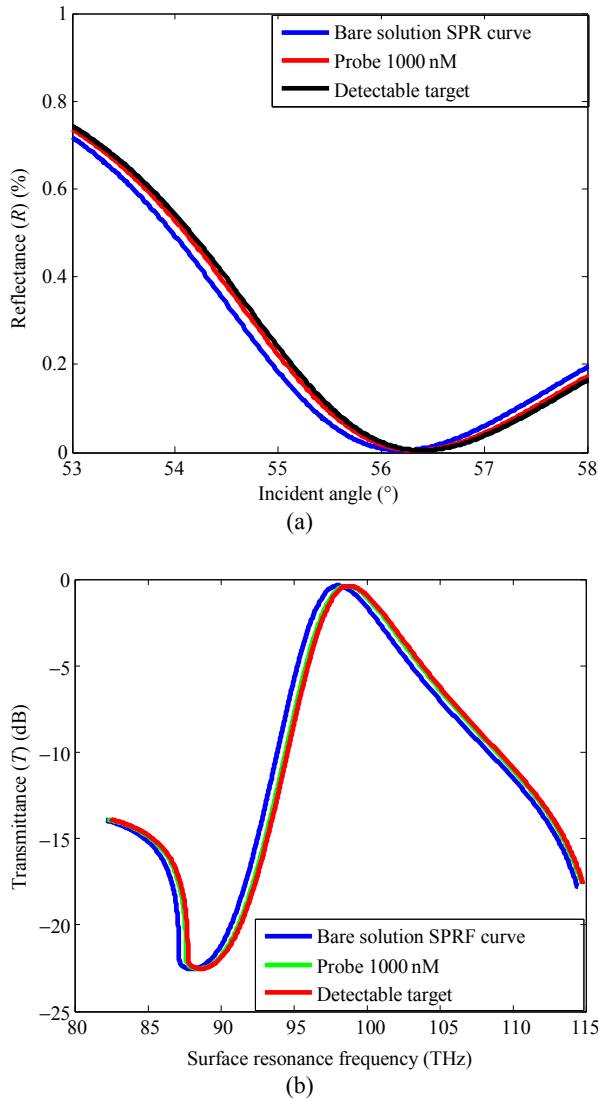 1
0.8
0.6
0.4
0.2
0
Reflectance (R) (%)
Bare solution SPR curve
Probe 1000 nM
Detectable target
53 54 55 56 57 58
Incident angle (°)
(a)
0
−5
−10
−15
−20
−25
Transmittance (T) (dB)
Bare solution SPRF curve
Probe 1000 nM
Detectable target
80 85 90 95 100 105 110 115
Surface resonance frequency (THz)
(b)